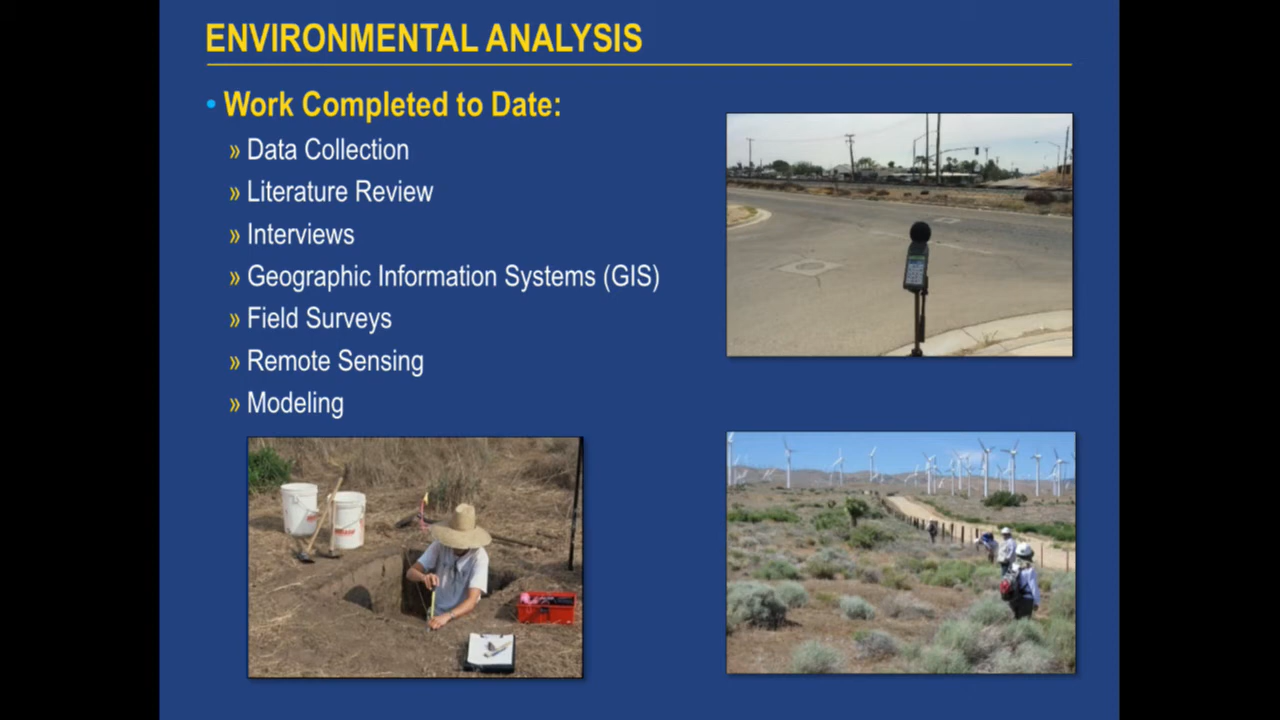 ENVIRONMENTAL ANALYSIS
• Work Completed to Date:
» Data Collection
» Literature Review
» Interviews
» Geographic Information Systems (GIS)
» Field Surveys
» Remote Sensing
» Modeling